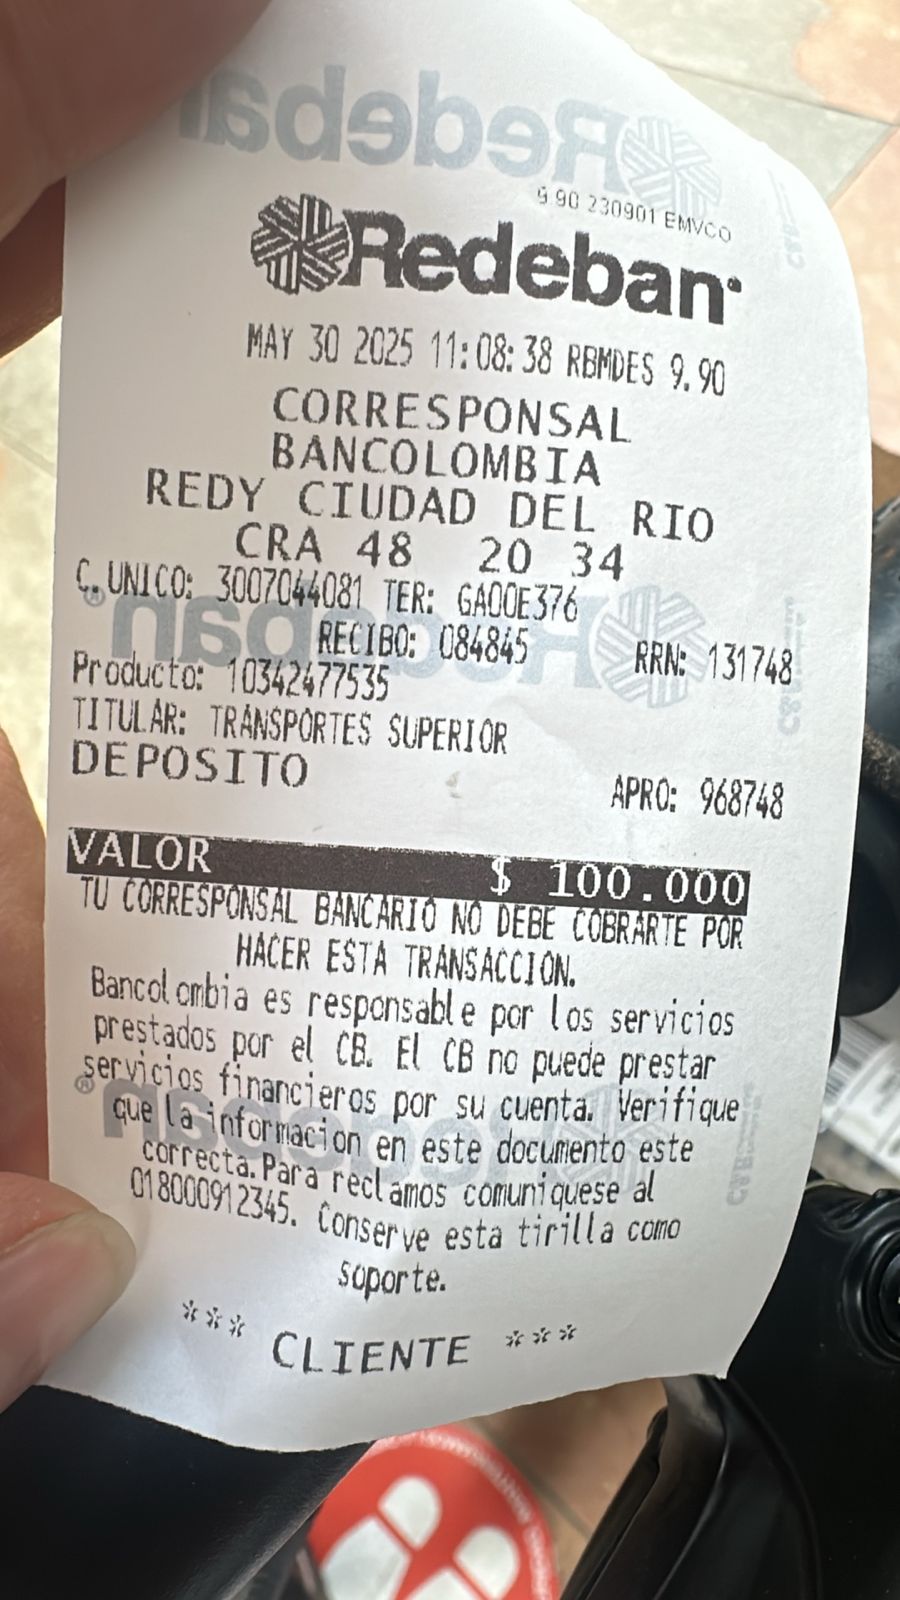 Redeban
9.90 230901 EMVCO
Redeban
MAY 30 2025 11:08:38 RBMDES 9.90
CORRESPONSAL
BANCOLOMBIA
REDY CIUDAD DEL RIO
CRA 48 20 34
C.UNICO: 3007044081 TER: GA00E376
RECIBO: 084845 RRN: 131748
Producto: 10342477535
TITULAR: TRANSPORTES SUPERIOR
DEPOSITO
APRO: 968748
VALOR $ 100.000
TU CORRESPONSAL BANCARIO NO DEBE COBRARTE POR
HACER ESTA TRANSACCION.
Bancolombia es responsable por los servicios
prestados por el CB. El CB no puede prestar
servicios financieros por su cuenta. Verifique
que la informacion en este documento este
correcta.Para reclamos comuniquese al
018000912345. Conserve esta tirilla como
soporte.
*** CLIENTE ***